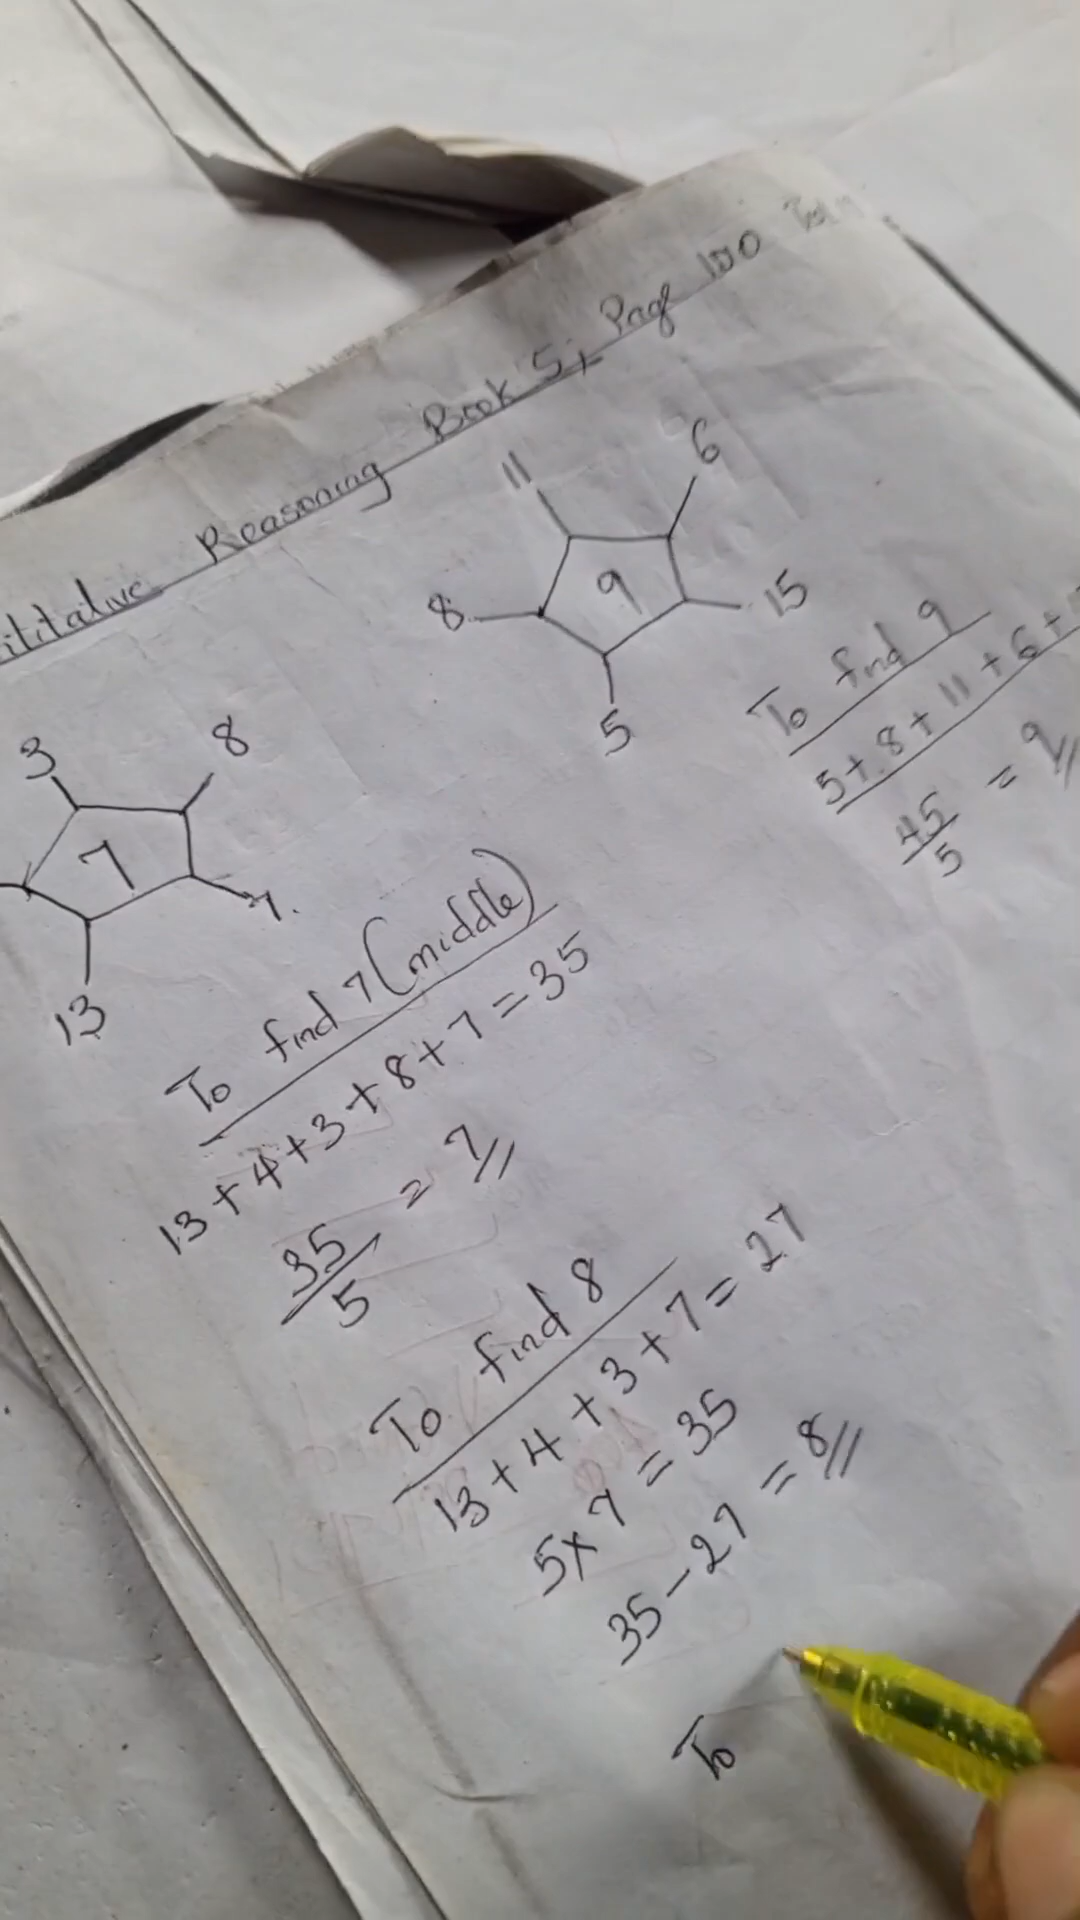 ilitative Reasoning Book 5, Page 100
11 6
8 9 15
5
3 8
7
7.
13
To find 9
5+8+11+6+
45/5 = 9
To find 7 (middle)
13+4+3+8+7=35
35/5 = 7
To find 8
13+4+3+7=27
5x7=35
35-27=8
To